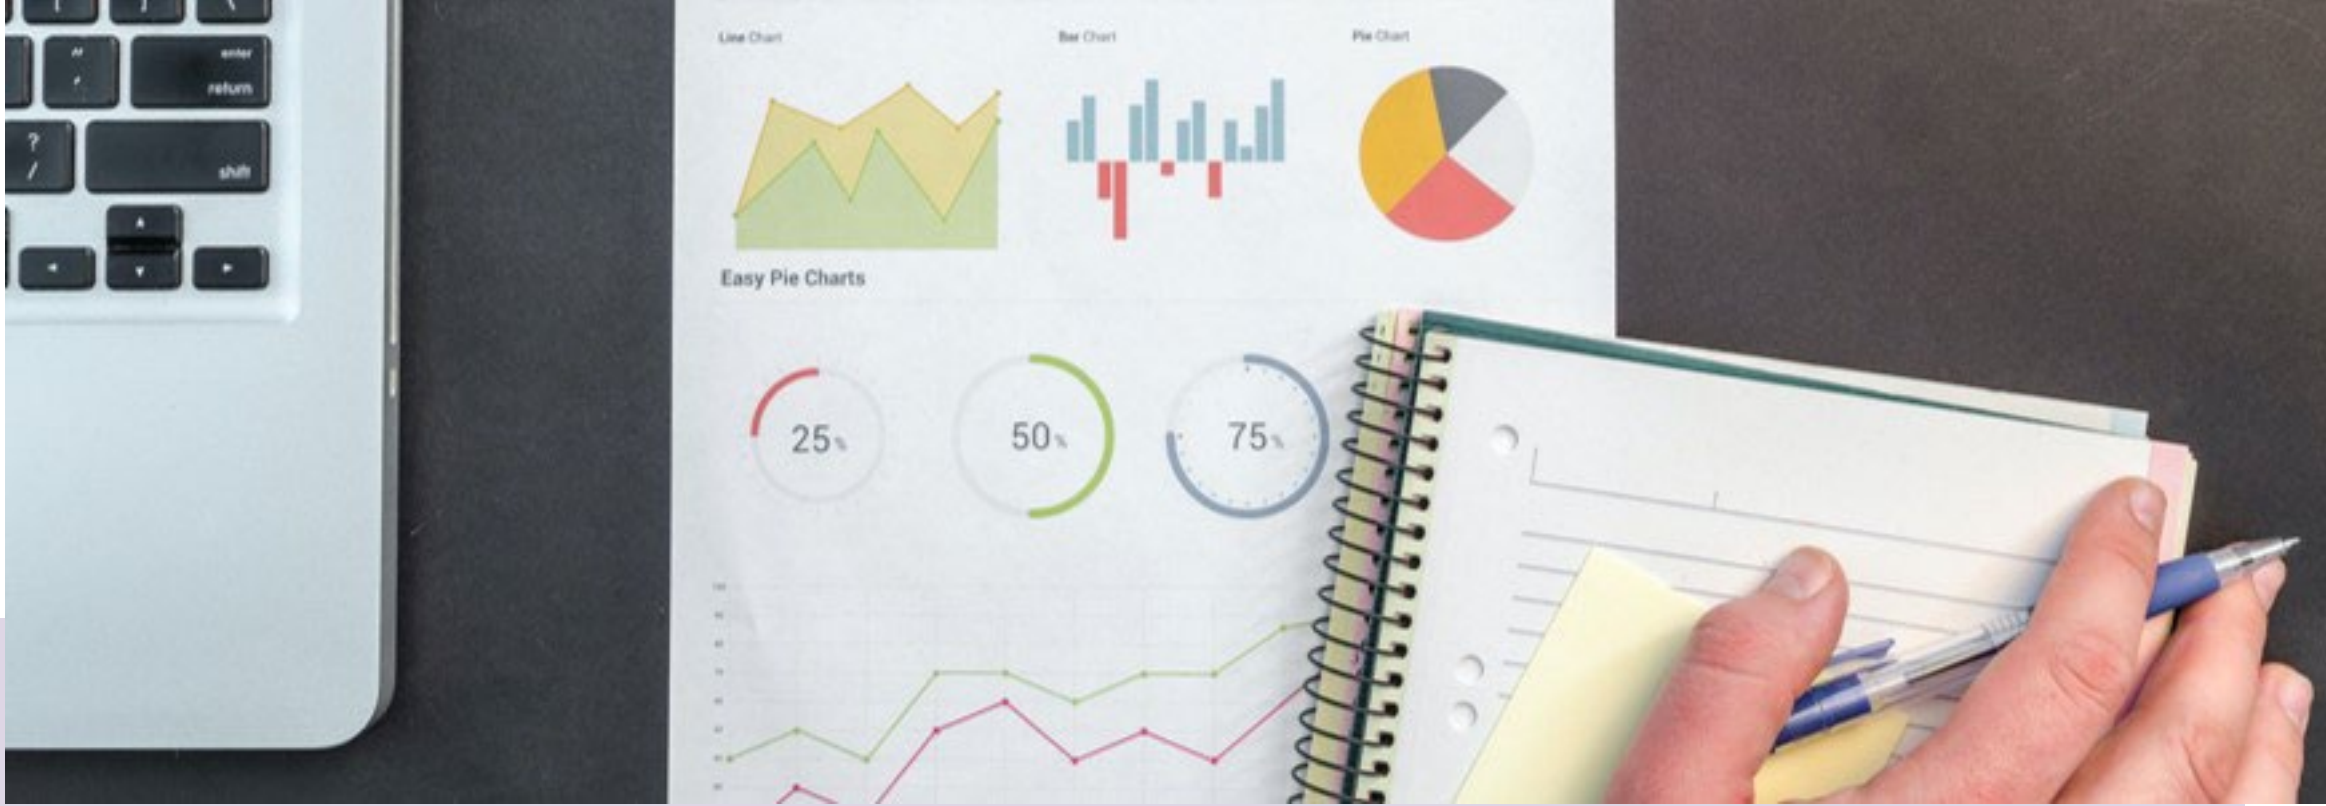 enter
return
?
/
shift
Line Chart
Bar Chart
Pie Chart
Easy Pie Charts
25%
50%
75%